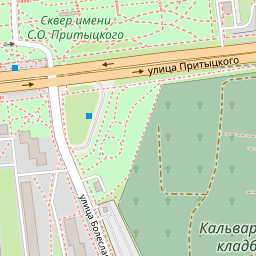 Сквер имени
С.О. Притыцкого
улица Притыцкого
улица Болесла
Кальвар
кладб